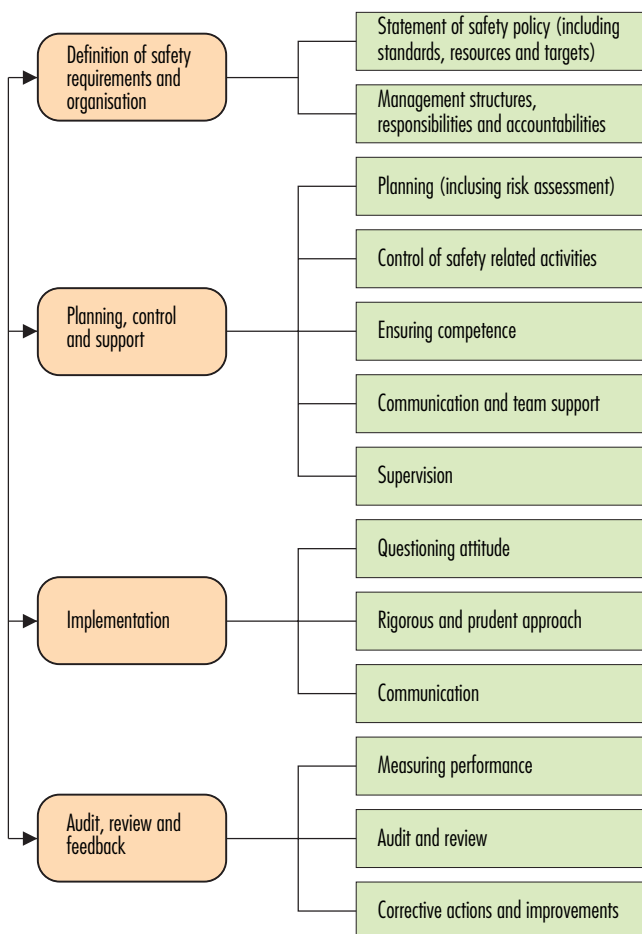 Definition of safety
requirements and
organisation
Statement of safety policy (including
standards, resources and targets)
Management structures,
responsibilities and accountabilities
Planning, control
and support
Planning (inclusing risk assessment)
Control of safety related activities
Ensuring competence
Communication and team support
Supervision
Implementation
Questioning attitude
Rigorous and prudent approach
Communication
Audit, review and
feedback
Measuring performance
Audit and review
Corrective actions and improvements